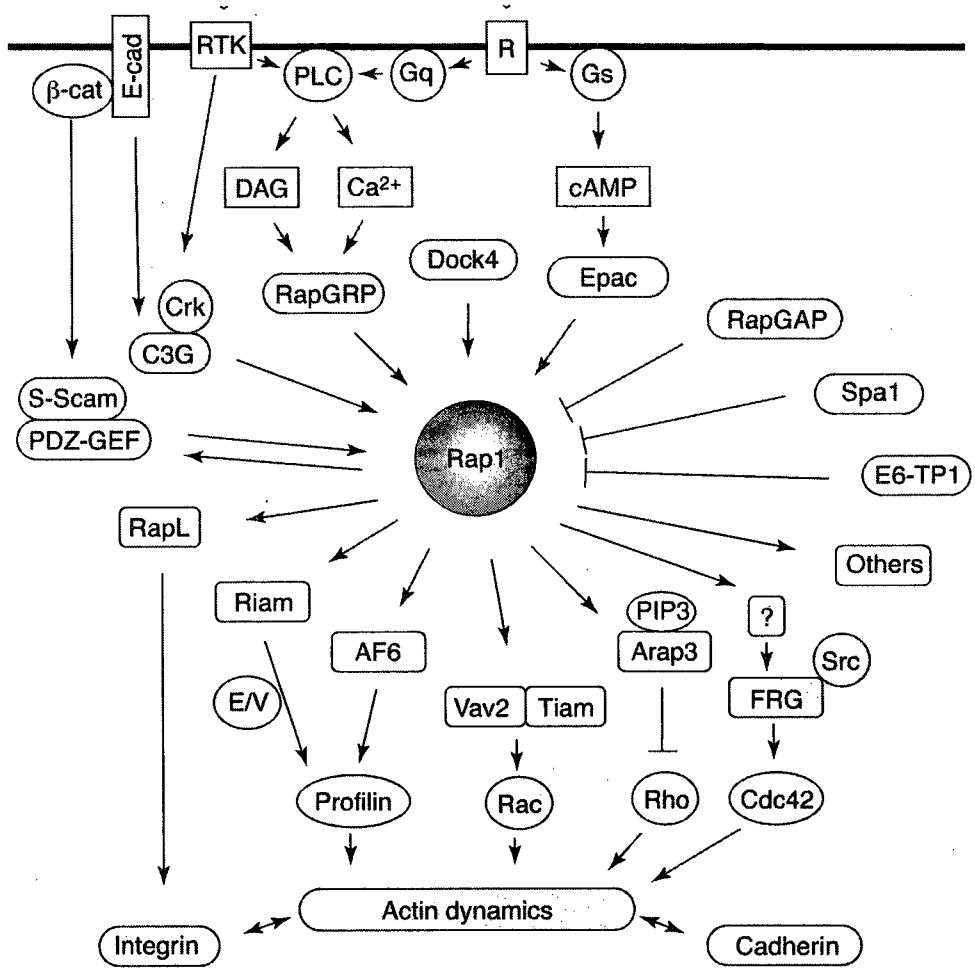 RTK
R
E-cad
PLC
Gq
Gs
β-cat
DAG
Ca2+
cAMP
Dock4
Epac
RapGRP
Crk
RapGAP
C3G
Spa1
S-Scam
PDZ-GEF
Rap1
E6-TP1
RapL
Others
Riam
PIP3
?
AF6
Arap3
Src
E/V
Vav2 Tiam
FRG
Profilin
Rac
Rho
Cdc42
Actin dynamics
Integrin
Cadherin